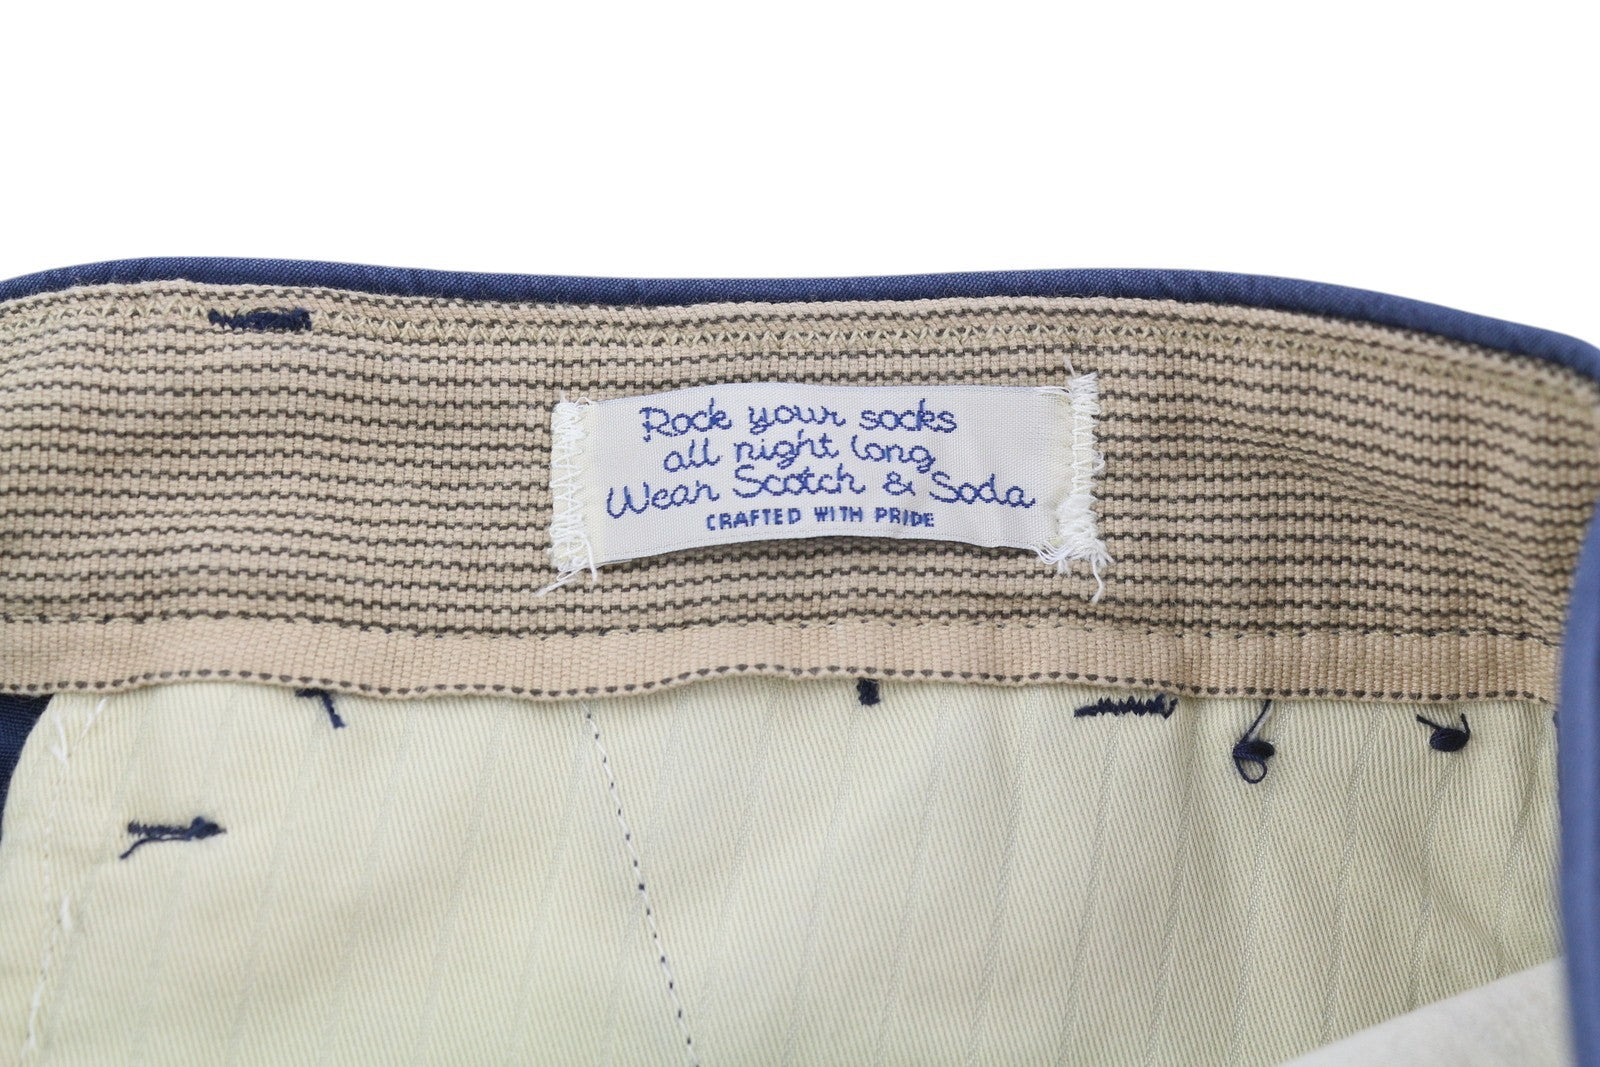 Rock your socks
all night long
Wear Scotch & Soda
CRAFTED WITH PRIDE